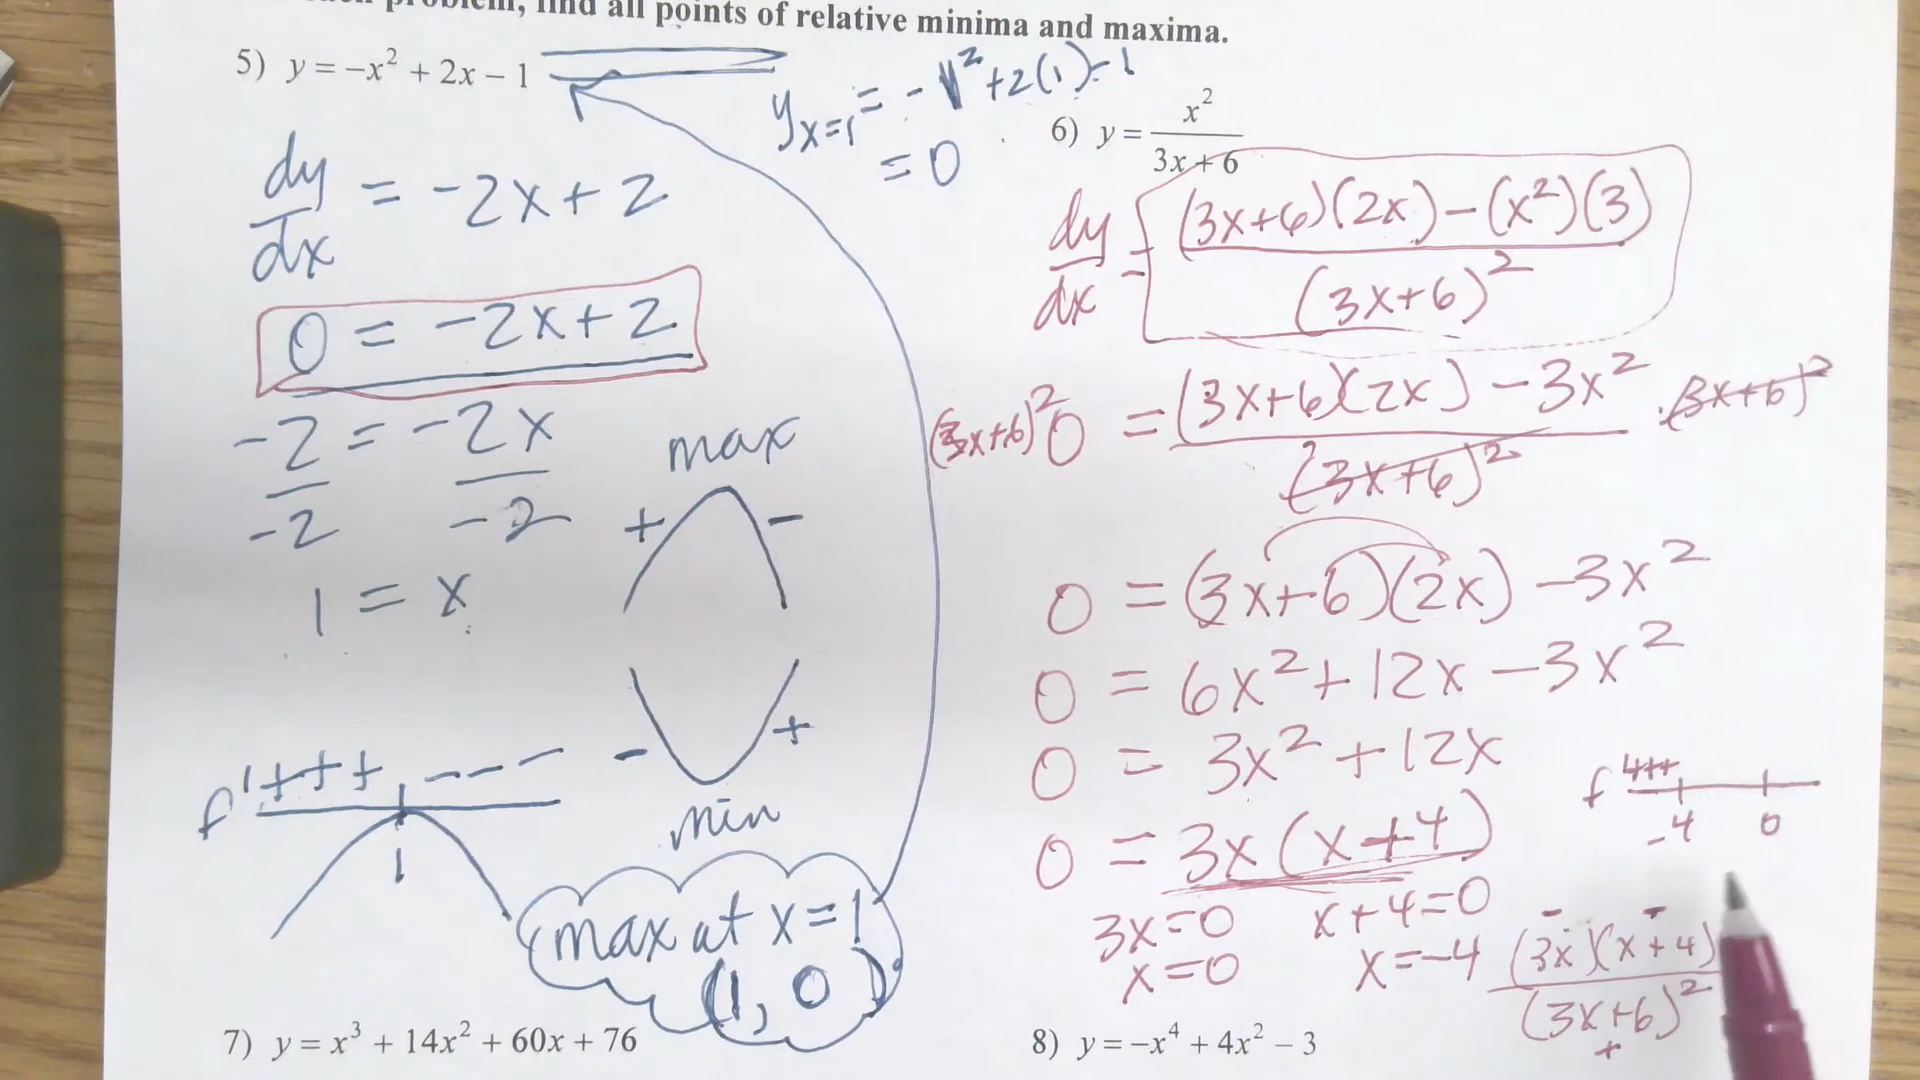 problem, find all points of relative minima and maxima.
5) y = −x² + 2x − 1
y x=1 = -1² + 2(1) - 1
= 0
dy/dx = -2x + 2
0 = -2x + 2
-2/-2 = -2x/-2
1 = x
max
+ -
- +
min
f' +++ | ---
1
max at x = 1
(1, 0)
6) y = x²/(3x + 6)
dy/dx = ((3x+6)(2x) - (x²)(3))/(3x+6)²
(3x+6)² 0 = ((3x+6)(2x) - 3x²)/(3x+6)² · (3x+6)²
0 = (3x+6)(2x) - 3x²
0 = 6x² + 12x - 3x²
0 = 3x² + 12x
0 = 3x(x+4)
3x = 0 x+4 = 0
x = 0 x = -4
f' +++
-4 0
- -
(3x)(x+4)/(3x+6)²
+
7) y = x³ + 14x² + 60x + 76
8) y = −x⁴ + 4x² − 3